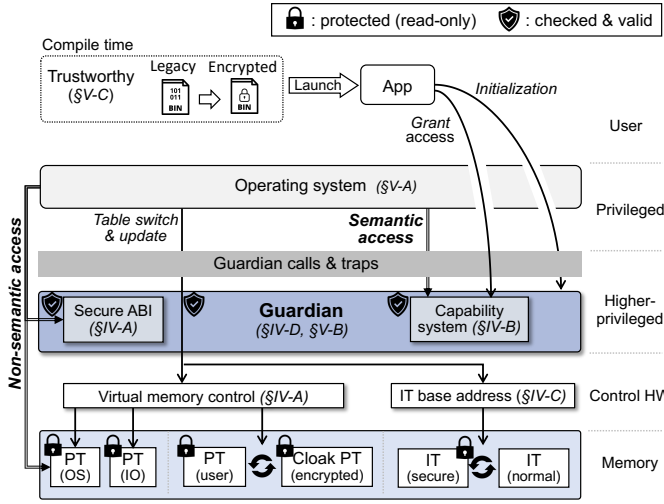 : protected (read-only)
: checked & valid
Compile time
Trustworthy
(§V-C)
Legacy
Encrypted
101
011
BIN
BIN
Launch
App
Initialization
Grant
access
User
Operating system (§V-A)
Privileged
Table switch
& update
Semantic
access
Non-semantic access
Guardian calls & traps
Secure ABI
(§IV-A)
Guardian
(§IV-D, §V-B)
Capability
system (§IV-B)
Higher-
privileged
Virtual memory control (§IV-A)
IT base address (§IV-C)
Control HW
PT
(OS)
PT
(IO)
PT
(user)
Cloak PT
(encrypted)
IT
(secure)
IT
(normal)
Memory